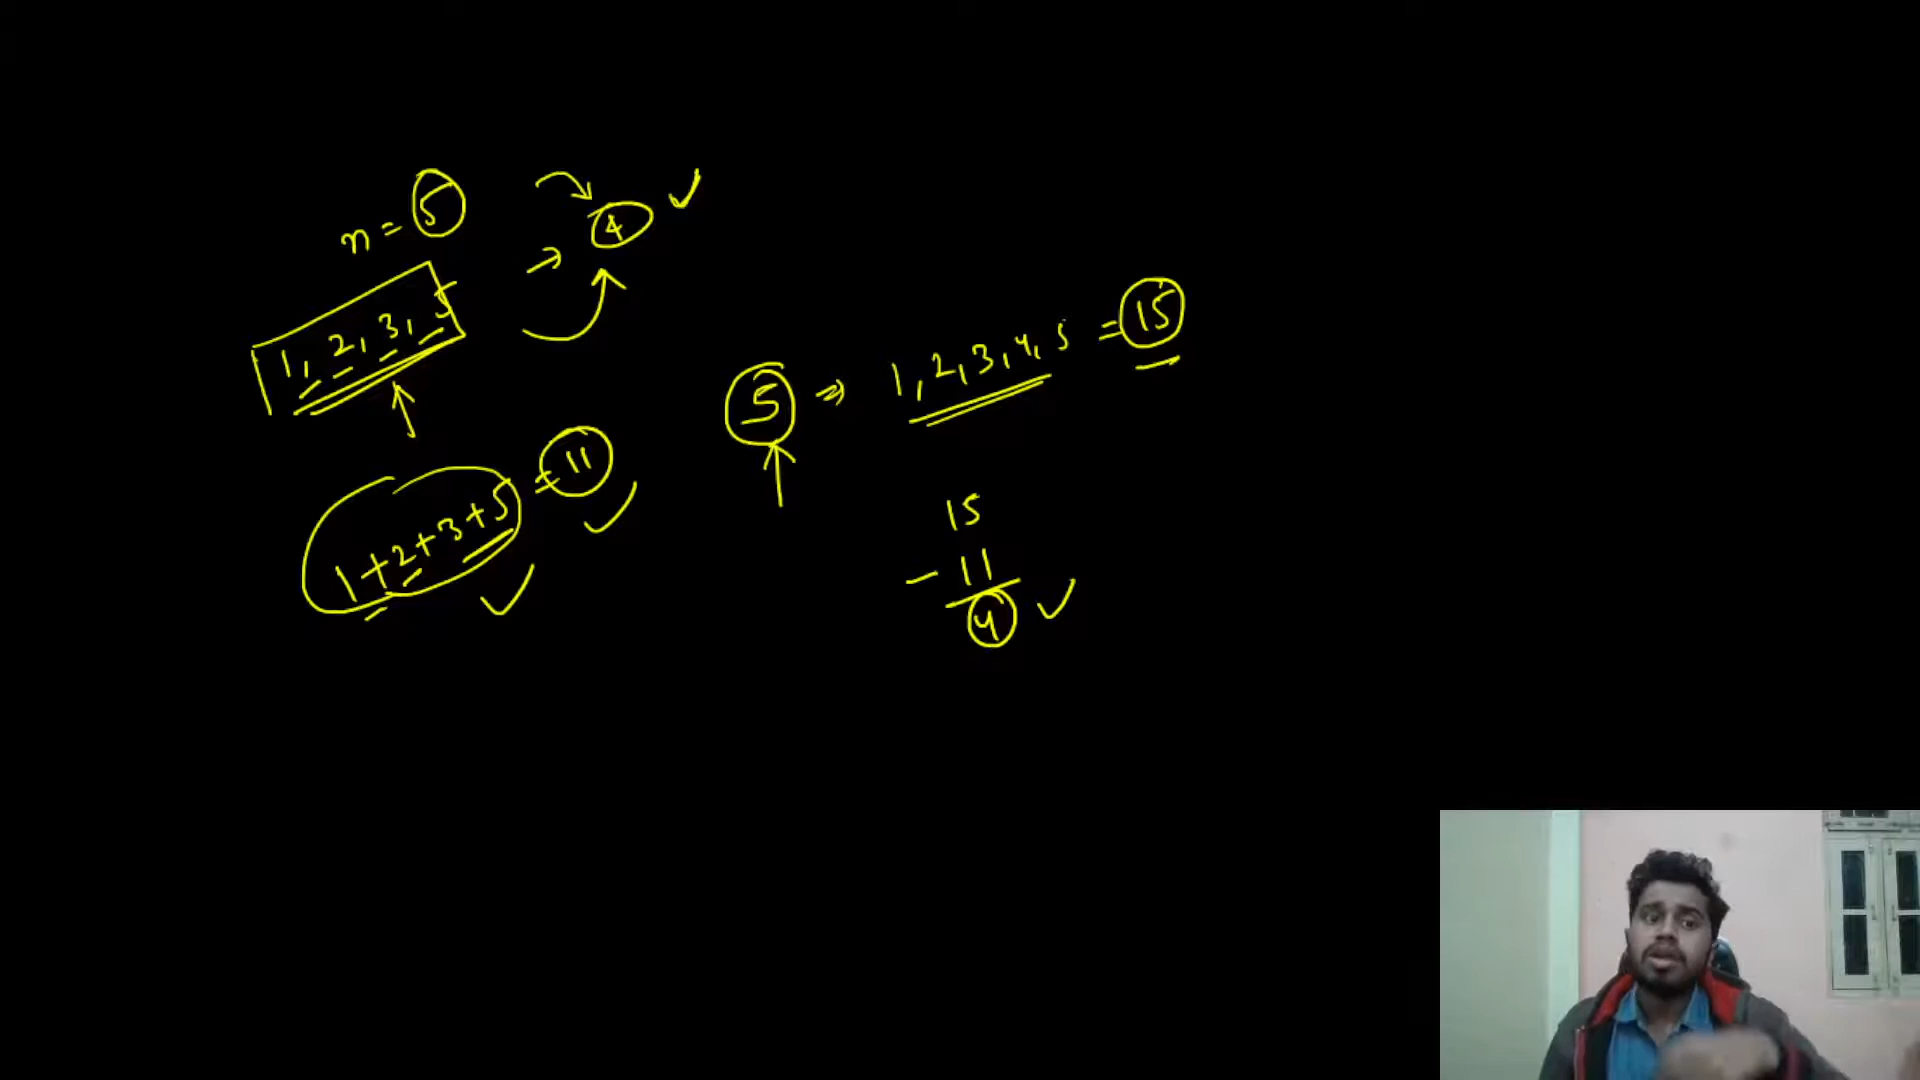 n = 5
4
1, 2, 3, 5
1+2+3+5 = 11
5 ⇒ 1, 2, 3, 4, 5 = 15
15
- 11
4